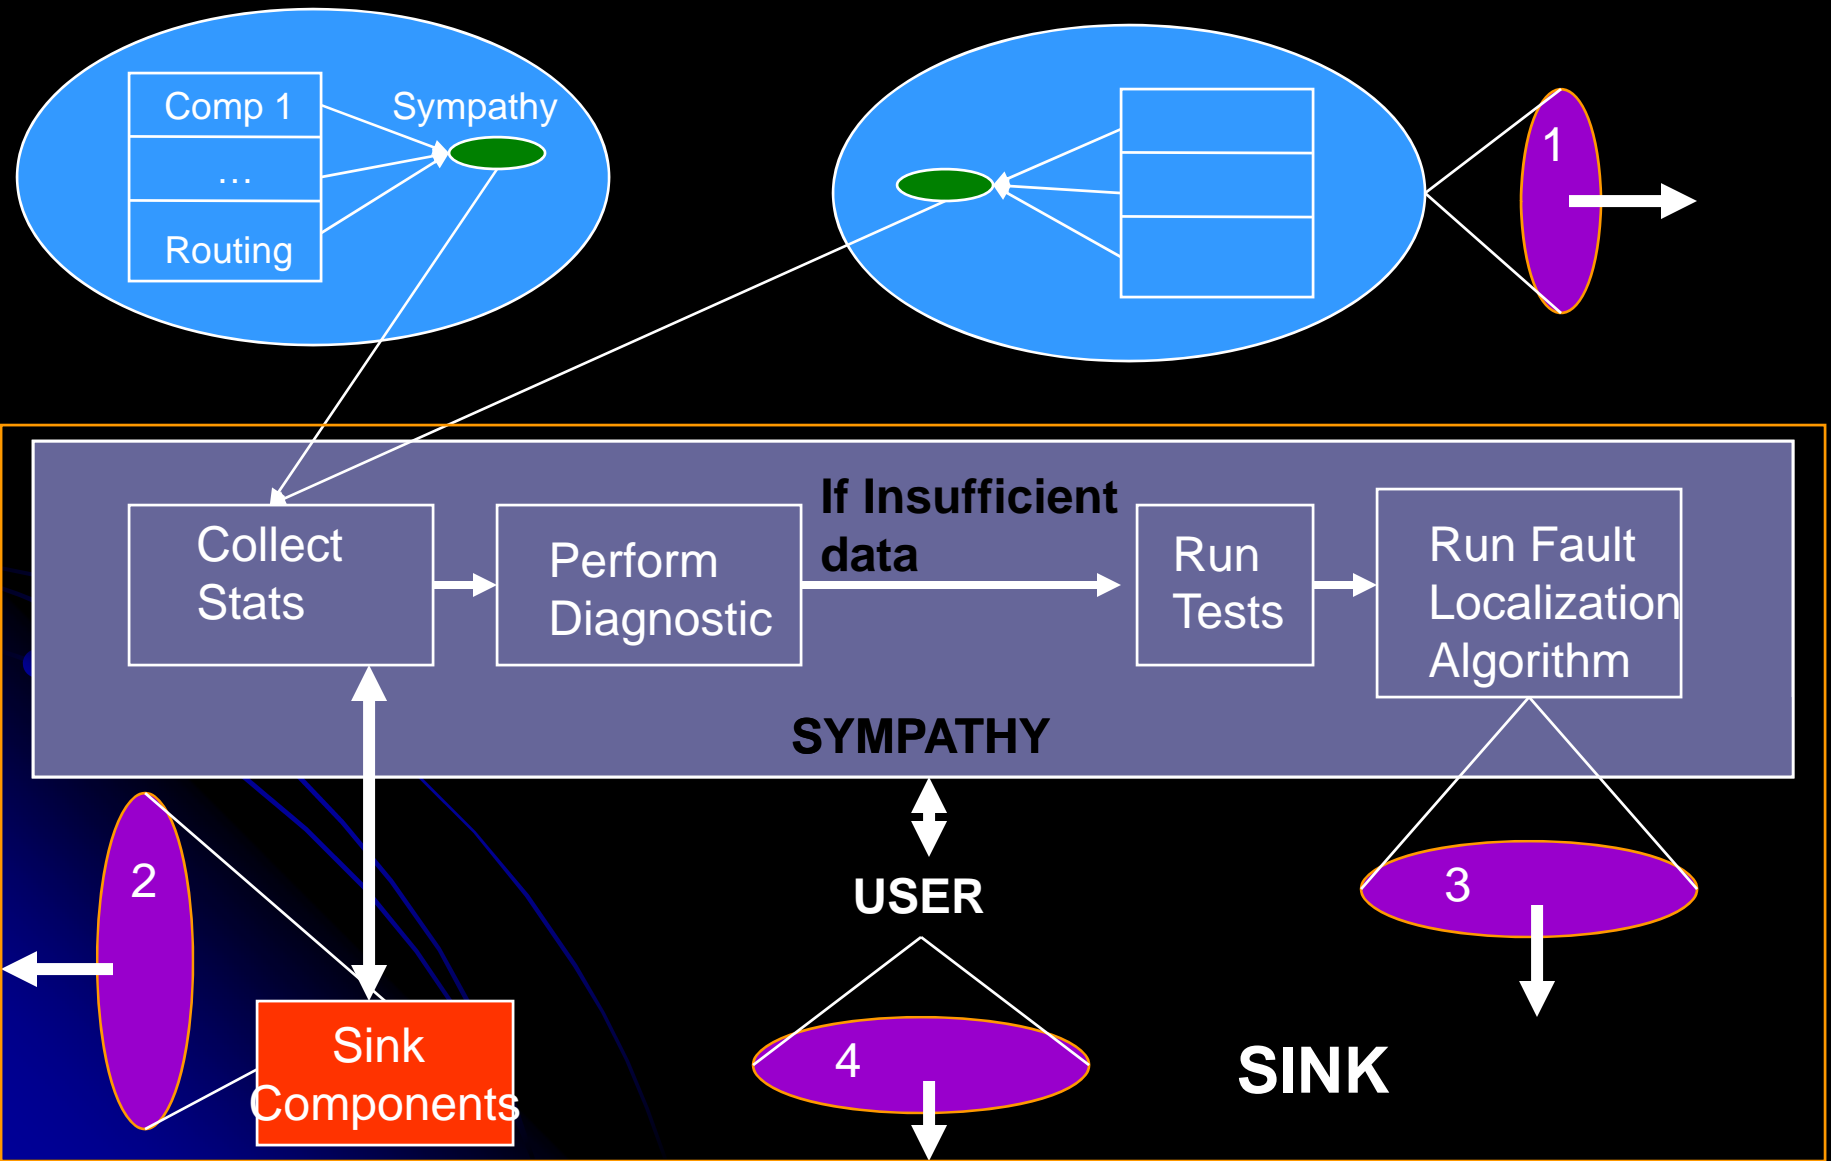 Comp 1
Sympathy
…
Routing
1
Collect
Stats
Perform
Diagnostic
If Insufficient
data
Run
Tests
Run Fault
Localization
Algorithm
SYMPATHY
2
USER
3
Sink
Components
4
SINK